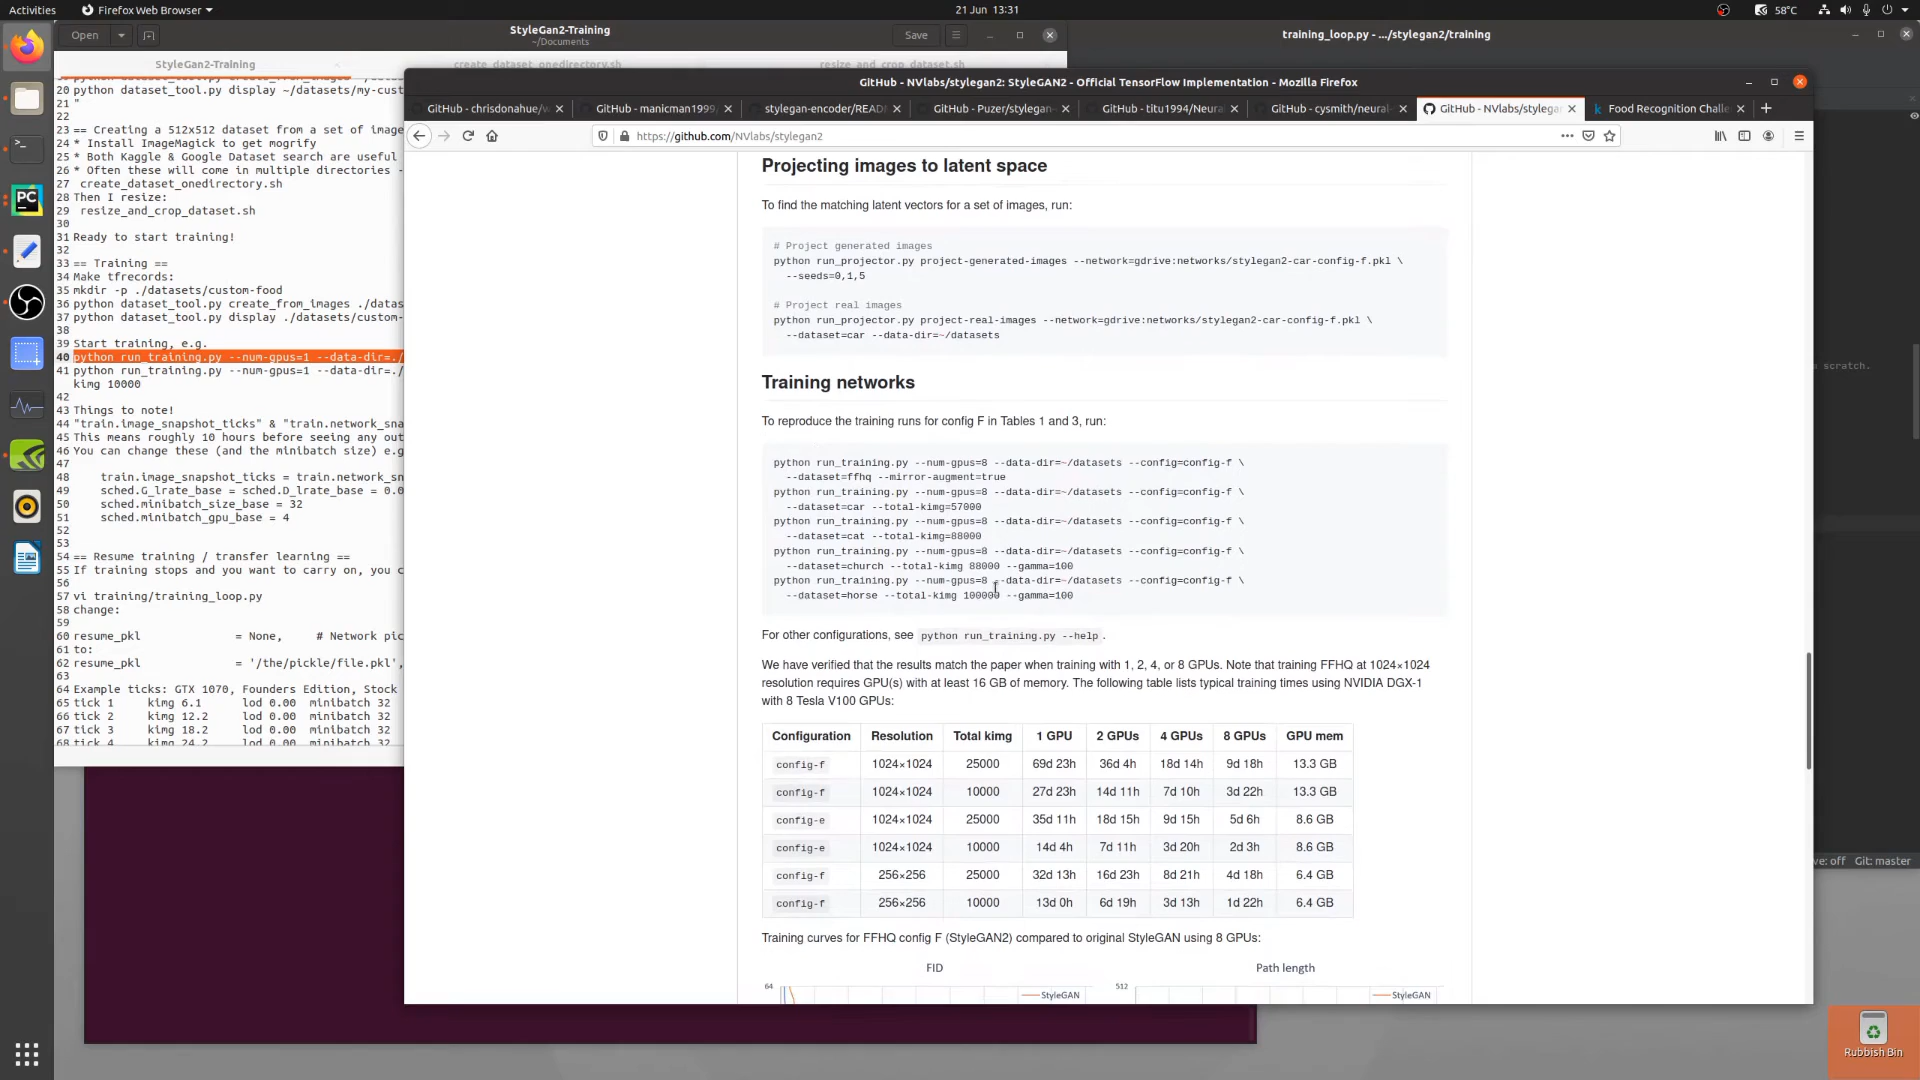 Activities
Firefox Web Browser
21 Jun 13:31
58°C
Open
StyleGan2-Training
~/Documents
Save
training_loop.py - .../stylegan2/training
StyleGan2-Training
create_dataset_onedirectory.sh
resize_and_crop_dataset.sh
20 python dataset_tool.py display ~/datasets/my-cust
21 "
22
23 == Creating a 512x512 dataset from a set of image
24 * Install ImageMagick to get mogrify
25 * Both Kaggle & Google Dataset search are useful
26 * Often these will come in multiple directories -
27 create_dataset_onedirectory.sh
28 Then I resize:
29 resize_and_crop_dataset.sh
30
31 Ready to start training!
32
33 == Training ==
34 Make tfrecords:
35 mkdir -p ./datasets/custom-food
36 python dataset_tool.py create_from_images ./datas
37 python dataset_tool.py display ./datasets/custom-
38
39 Start training, e.g.
40 python run_training.py --num-gpus=1 --data-dir=./
41 python run_training.py --num-gpus=1 --data-dir=./
kimg 10000
42
43 Things to note!
44 "train.image_snapshot_ticks" & "train.network_sna
45 This means roughly 10 hours before seeing any out
46 You can change these (and the minibatch size) e.g
47
48 train.image_snapshot_ticks = train.network_sn
49 sched.G_lrate_base = sched.D_lrate_base = 0.0
50 sched.minibatch_size_base = 32
51 sched.minibatch_gpu_base = 4
52
53
54 == Resume training / transfer learning ==
55 If training stops and you want to carry on, you c
56
57 vi training/training_loop.py
58 change:
59
60 resume_pkl = None, # Network pic
61 to:
62 resume_pkl = '/the/pickle/file.pkl',
63
64 Example ticks: GTX 1070, Founders Edition, Stock
65 tick 1 kimg 6.1 lod 0.00 minibatch 32
66 tick 2 kimg 12.2 lod 0.00 minibatch 32
67 tick 3 kimg 18.2 lod 0.00 minibatch 32
68 tick 4 kimg 24.2 lod 0.00 minibatch 32
GitHub - NVlabs/stylegan2: StyleGAN2 - Official TensorFlow Implementation - Mozilla Firefox
GitHub - chrisdonahue/w
GitHub - manicman1999/
stylegan-encoder/READ
GitHub - Puzer/stylegan-
GitHub - titu1994/Neural
GitHub - cysmith/neural-
GitHub - NVlabs/stylegan
Food Recognition Challe
https://github.com/NVlabs/stylegan2
Projecting images to latent space
To find the matching latent vectors for a set of images, run:
# Project generated images
python run_projector.py project-generated-images --network=gdrive:networks/stylegan2-car-config-f.pkl \
--seeds=0,1,5
# Project real images
python run_projector.py project-real-images --network=gdrive:networks/stylegan2-car-config-f.pkl \
--dataset=car --data-dir=~/datasets
Training networks
To reproduce the training runs for config F in Tables 1 and 3, run:
python run_training.py --num-gpus=8 --data-dir=~/datasets --config=config-f \
--dataset=ffhq --mirror-augment=true
python run_training.py --num-gpus=8 --data-dir=~/datasets --config=config-f \
--dataset=car --total-kimg=57000
python run_training.py --num-gpus=8 --data-dir=~/datasets --config=config-f \
--dataset=cat --total-kimg=88000
python run_training.py --num-gpus=8 --data-dir=~/datasets --config=config-f \
--dataset=church --total-kimg 88000 --gamma=100
python run_training.py --num-gpus=8 --data-dir=~/datasets --config=config-f \
--dataset=horse --total-kimg 100000 --gamma=100
For other configurations, see python run_training.py --help.
We have verified that the results match the paper when training with 1, 2, 4, or 8 GPUs. Note that training FFHQ at 1024×1024
resolution requires GPU(s) with at least 16 GB of memory. The following table lists typical training times using NVIDIA DGX-1
with 8 Tesla V100 GPUs:
Configuration Resolution Total kimg 1 GPU 2 GPUs 4 GPUs 8 GPUs GPU mem
config-f 1024×1024 25000 69d 23h 36d 4h 18d 14h 9d 18h 13.3 GB
config-f 1024×1024 10000 27d 23h 14d 11h 7d 10h 3d 22h 13.3 GB
config-e 1024×1024 25000 35d 11h 18d 15h 9d 15h 5d 6h 8.6 GB
config-e 1024×1024 10000 14d 4h 7d 11h 3d 20h 2d 3h 8.6 GB
config-f 256×256 25000 32d 13h 16d 23h 8d 21h 4d 18h 6.4 GB
config-f 256×256 10000 13d 0h 6d 19h 3d 13h 1d 22h 6.4 GB
Training curves for FFHQ config F (StyleGAN2) compared to original StyleGAN using 8 GPUs:
FID
Path length
64
StyleGAN
512
StyleGAN
scratch.
ve: off Git: master
Rubbish Bin